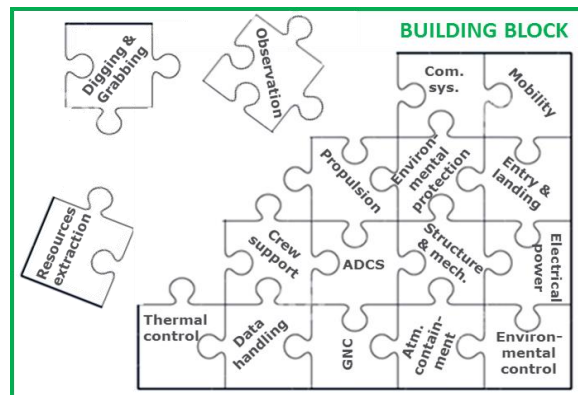 BUILDING BLOCK
Digging &
Grabbing
Observation
Com.
sys.
Mobility
Propulsion
Environ-
mental
protection
Entry &
landing
Resources
extraction
Crew
support
ADCS
Structure
& mech.
Electrical
power
Thermal
control
Data
handling
GNC
Atm.
contain-
ment
Environ-
mental
control